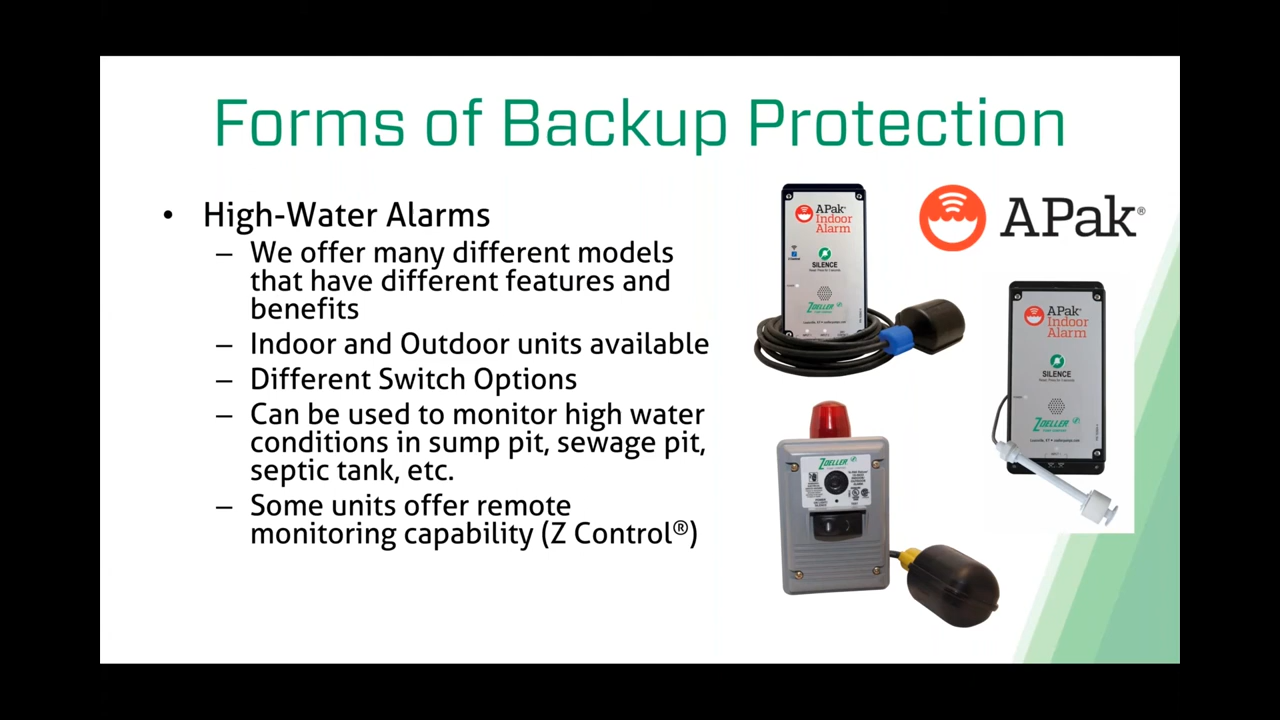 Forms of Backup Protection
• High-Water Alarms
– We offer many different models
that have different features and
benefits
– Indoor and Outdoor units available
– Different Switch Options
– Can be used to monitor high water
conditions in sump pit, sewage pit,
septic tank, etc.
– Some units offer remote
monitoring capability (Z Control®)
APak®
Indoor
Alarm
SILENCE
ZOELLER
APak®
APak®
Indoor
Alarm
SILENCE
ZOELLER
ZOELLER